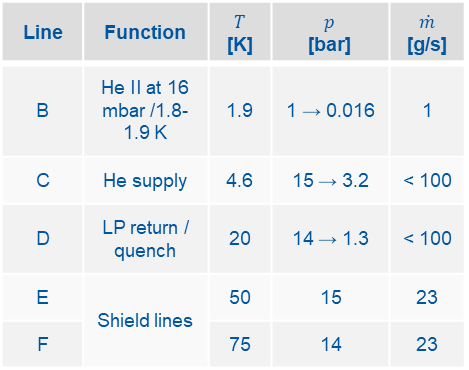 Line Function T p ṁ
[K] [bar] [g/s]
B He II at 16 mbar /1.8-1.9 K 1.9 1 → 0.016 1
C He supply 4.6 15 → 3.2 < 100
D LP return / quench 20 14 → 1.3 < 100
E Shield lines 50 15 23
F 75 14 23